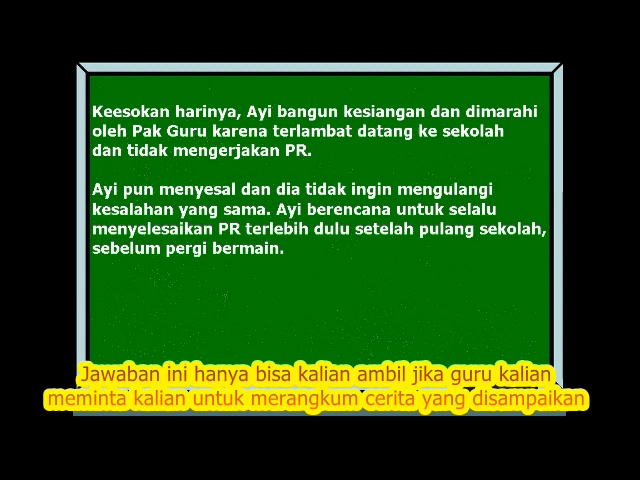 Keesokan harinya, Ayi bangun kesiangan dan dimarahi
oleh Pak Guru karena terlambat datang ke sekolah
dan tidak mengerjakan PR.
Ayi pun menyesal dan dia tidak ingin mengulangi
kesalahan yang sama. Ayi berencana untuk selalu
menyelesaikan PR terlebih dulu setelah pulang sekolah,
sebelum pergi bermain.
Jawaban ini hanya bisa kalian ambil jika guru kalian
meminta kalian untuk merangkum cerita yang disampaikan